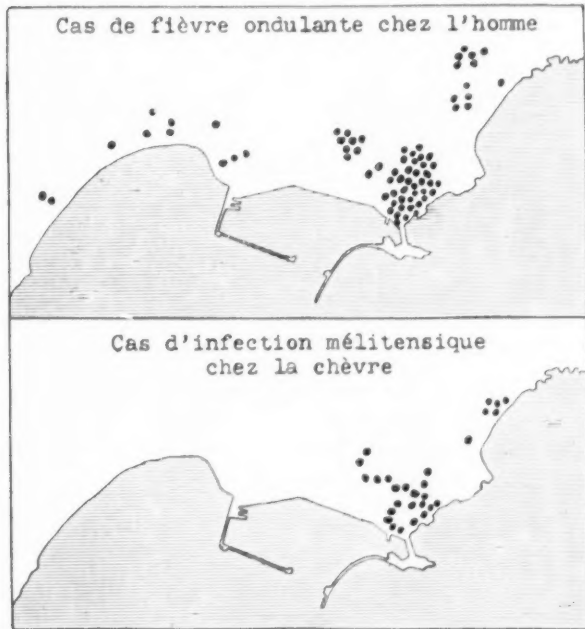 Cas de fièvre ondulante chez l'homme
Cas d'infection mélitensique
chez la chèvre